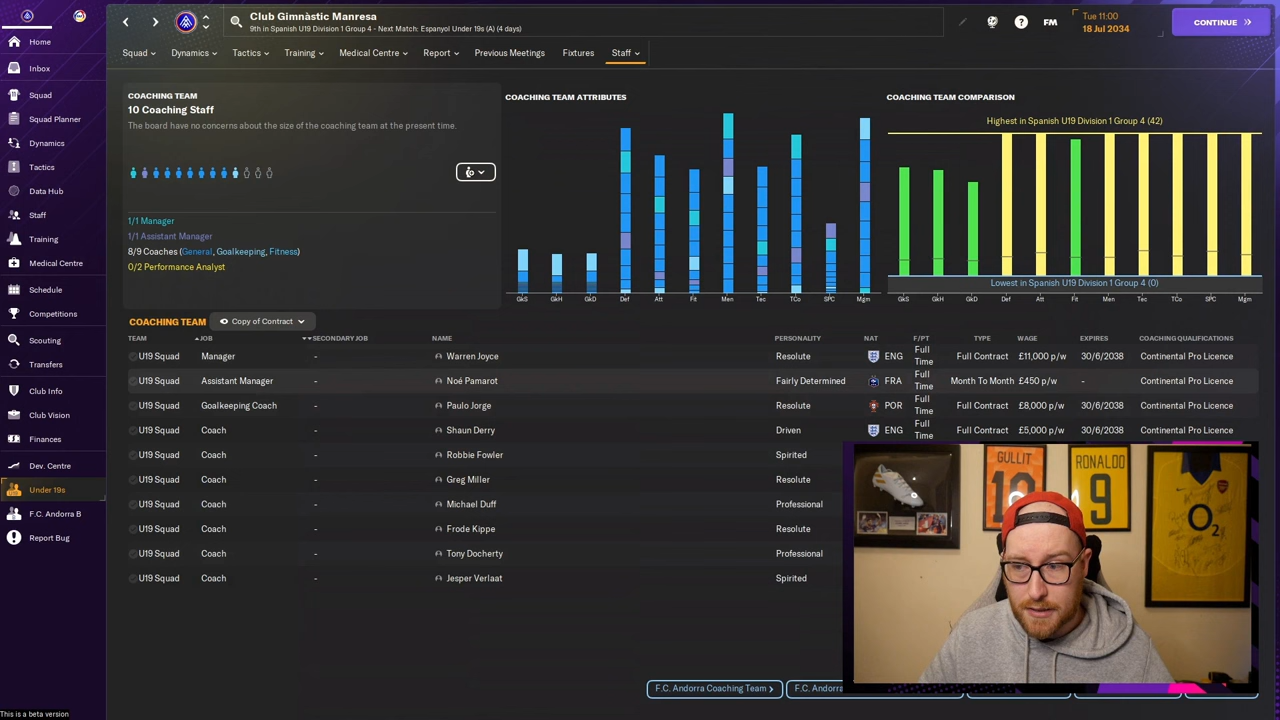 Club Gimnàstic Manresa
9th in Spanish U19 Division 1 Group 4 - Next Match: Espanyol Under 19s (A) (4 days)
FM
Tue 11:00
18 Jul 2034
CONTINUE
Home
Inbox
Squad
Squad Planner
Dynamics
Tactics
Data Hub
Staff
Training
Medical Centre
Schedule
Competitions
Scouting
Transfers
Club Info
Club Vision
Finances
Dev. Centre
Under 19s
F.C. Andorra B
Report Bug
This is a beta version
Squad Dynamics Tactics Training Medical Centre Report Previous Meetings Fixtures Staff
COACHING TEAM
10 Coaching Staff
The board have no concerns about the size of the coaching team at the present time.
1/1 Manager
1/1 Assistant Manager
8/9 Coaches (General, Goalkeeping, Fitness)
0/2 Performance Analyst
COACHING TEAM ATTRIBUTES
GkS GkH GkD Def Att Fit Men Tec TCo SPC Mgm
COACHING TEAM COMPARISON
Highest in Spanish U19 Division 1 Group 4 (42)
Lowest in Spanish U19 Division 1 Group 4 (0)
GkS GkH GkD Def Att Fit Men Tec TCo SPC Mgm
COACHING TEAM Copy of Contract
TEAM JOB SECONDARY JOB NAME PERSONALITY NAT F/PT TYPE WAGE EXPIRES COACHING QUALIFICATIONS
U19 Squad Manager - Warren Joyce Resolute ENG Full Time Full Contract £11,000 p/w 30/6/2038 Continental Pro Licence
U19 Squad Assistant Manager - Noé Pamarot Fairly Determined FRA Full Time Month To Month £450 p/w - Continental Pro Licence
U19 Squad Goalkeeping Coach - Paulo Jorge Resolute POR Full Time Full Contract £8,000 p/w 30/6/2038 Continental Pro Licence
U19 Squad Coach - Shaun Derry Driven ENG Full Time Full Contract £5,000 p/w 30/6/2038 Continental Pro Licence
U19 Squad Coach - Robbie Fowler Spirited
U19 Squad Coach - Greg Miller Resolute
U19 Squad Coach - Michael Duff Professional
U19 Squad Coach - Frode Kippe Resolute
U19 Squad Coach - Tony Docherty Professional
U19 Squad Coach - Jesper Verlaat Spirited
F.C. Andorra Coaching Team
F.C. Andorra
GULLIT
10
RONALDO
9
O2